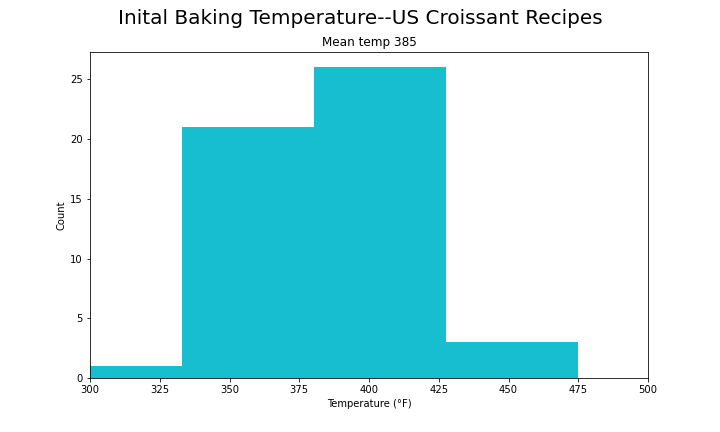 Inital Baking Temperature--US Croissant Recipes
Mean temp 385
25
20
15
10
5
0
Count
300 325 350 375 400 425 450 475 500
Temperature (°F)